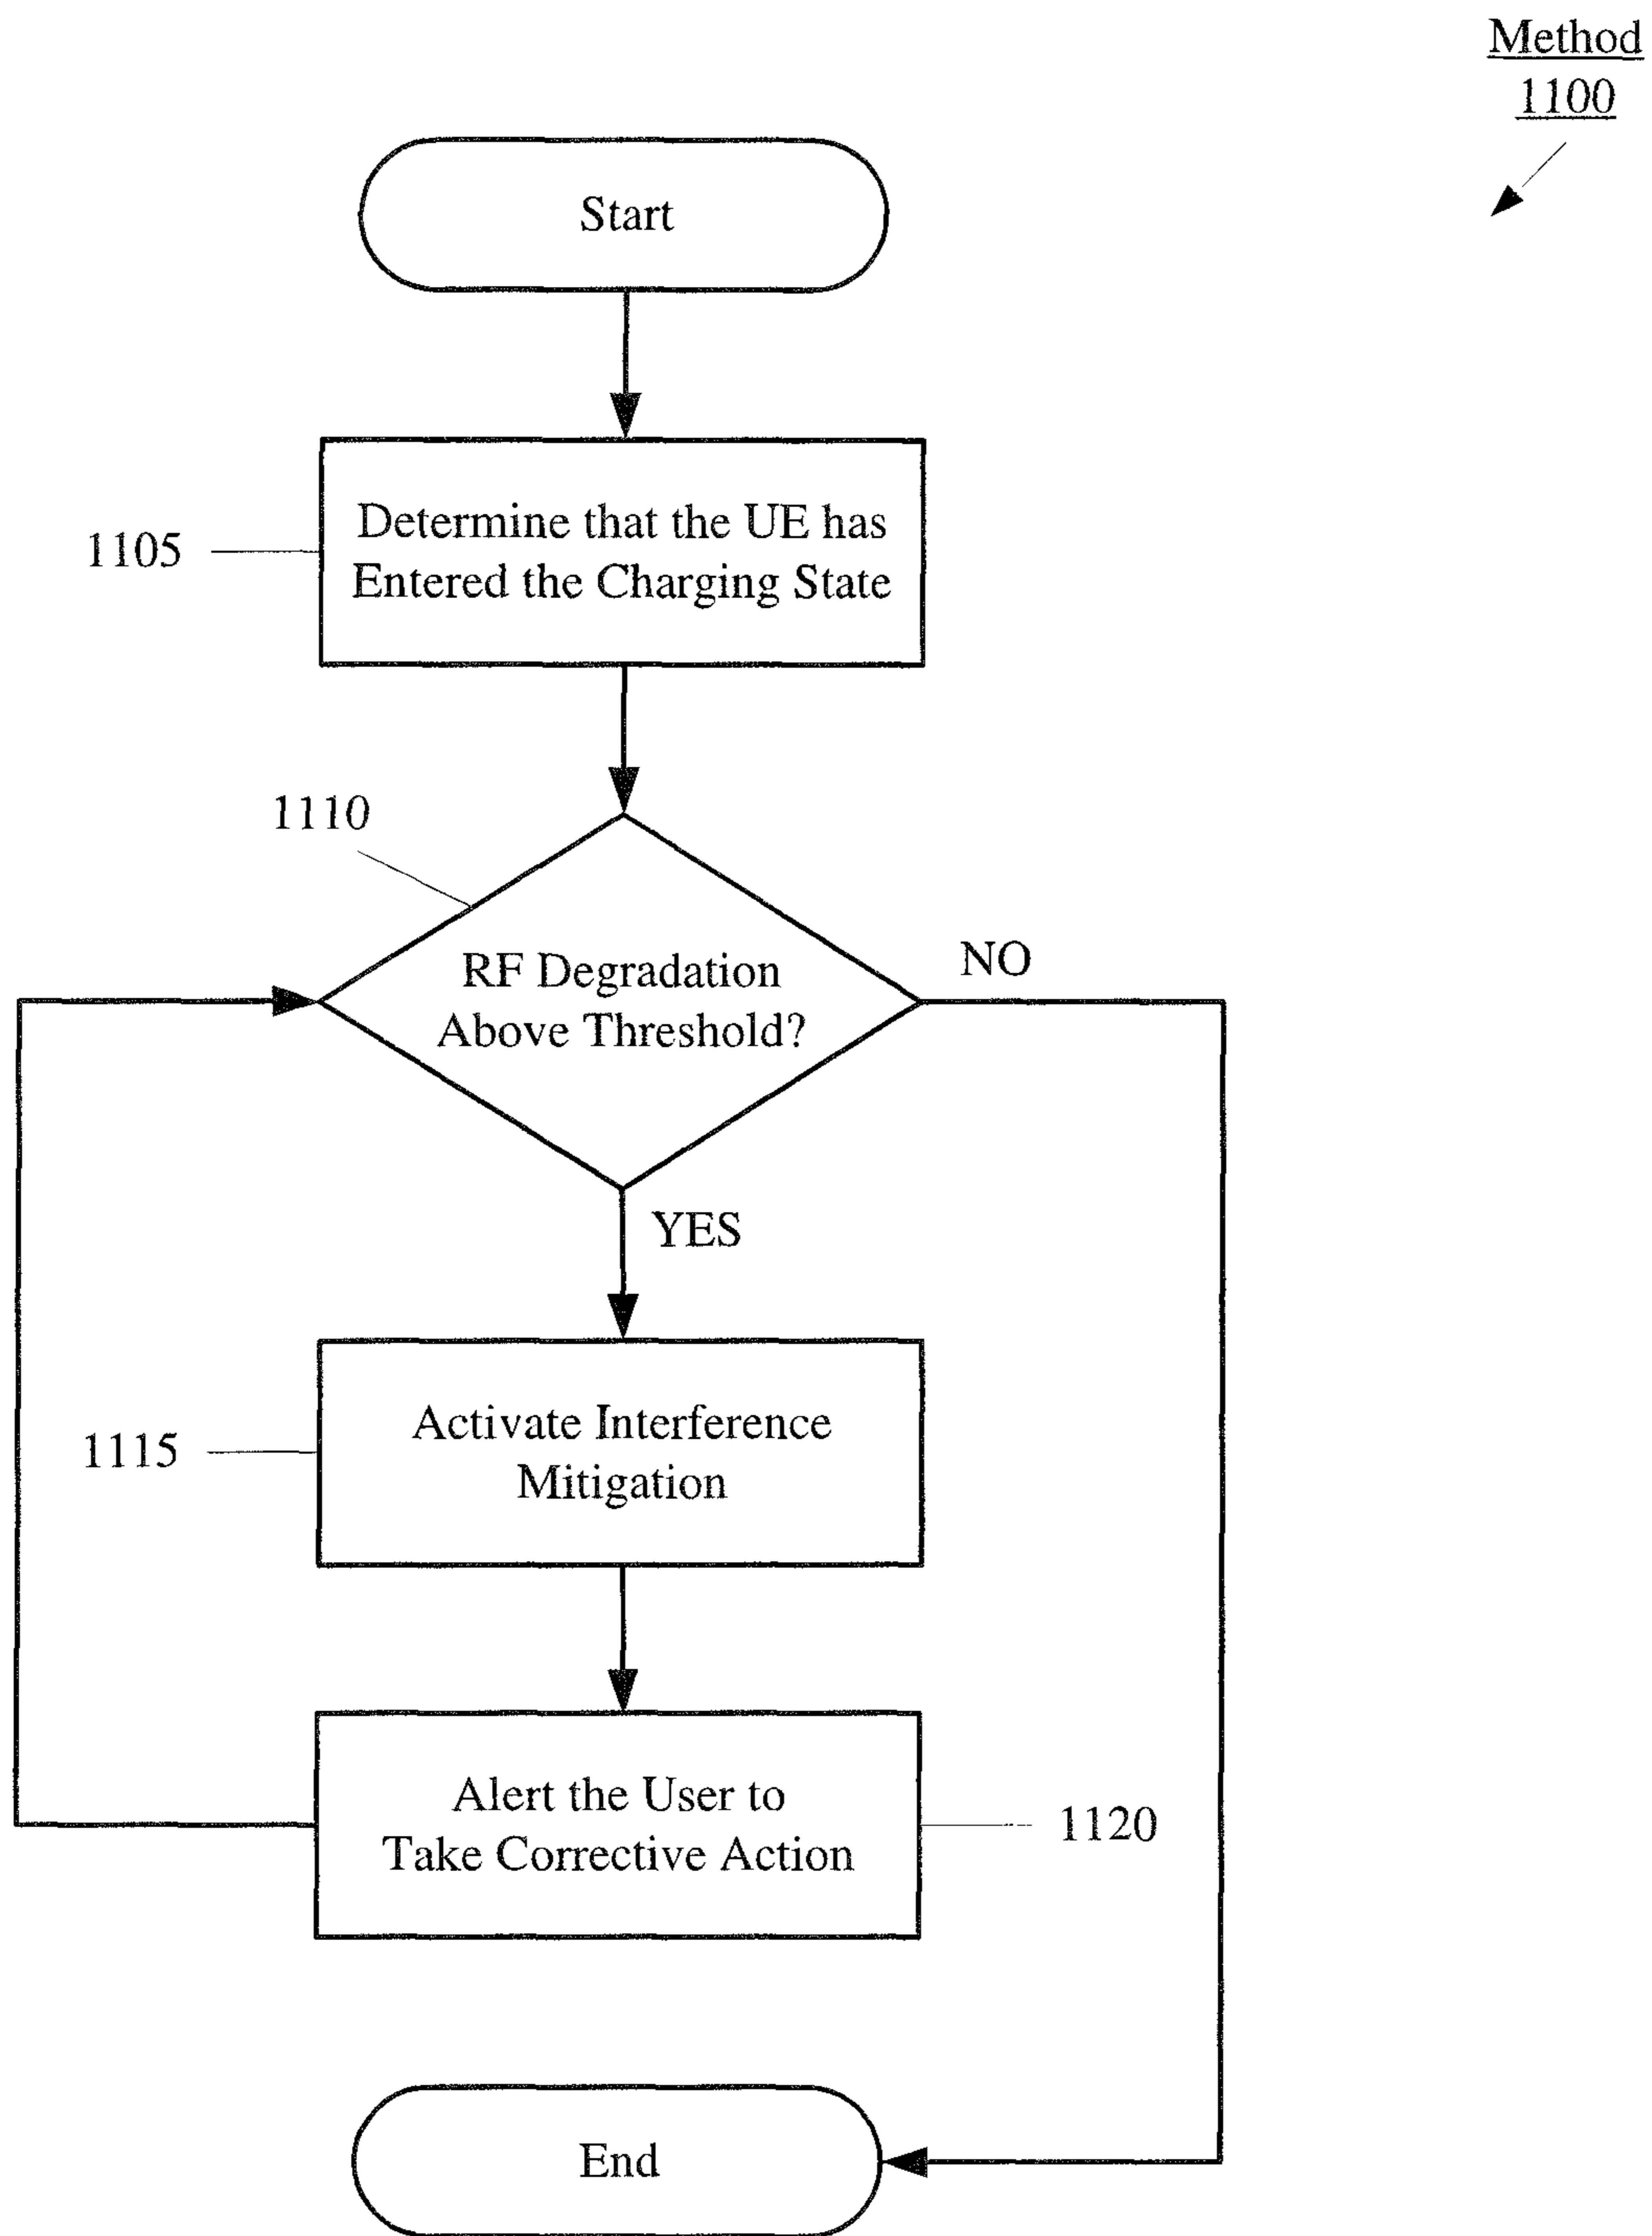 Method
1100
Start
1105
Determine that the UE has
Entered the Charging State
1110
RF Degradation
Above Threshold?
NO
YES
1115
Activate Interference
Mitigation
Alert the User to
Take Corrective Action
1120
End